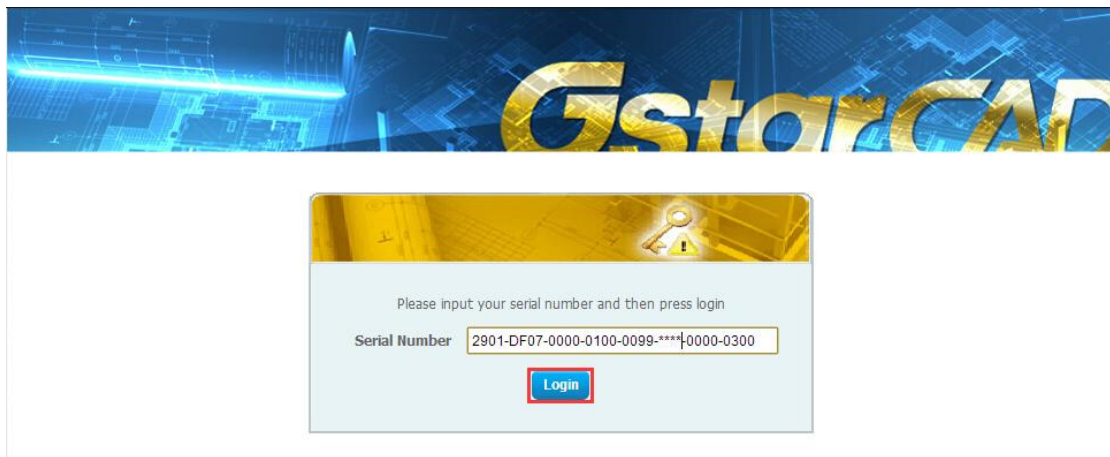 GstarCAD
Please input your serial number and then press login
Serial Number 2901-DF07-0000-0100-0099-****-0000-0300
Login